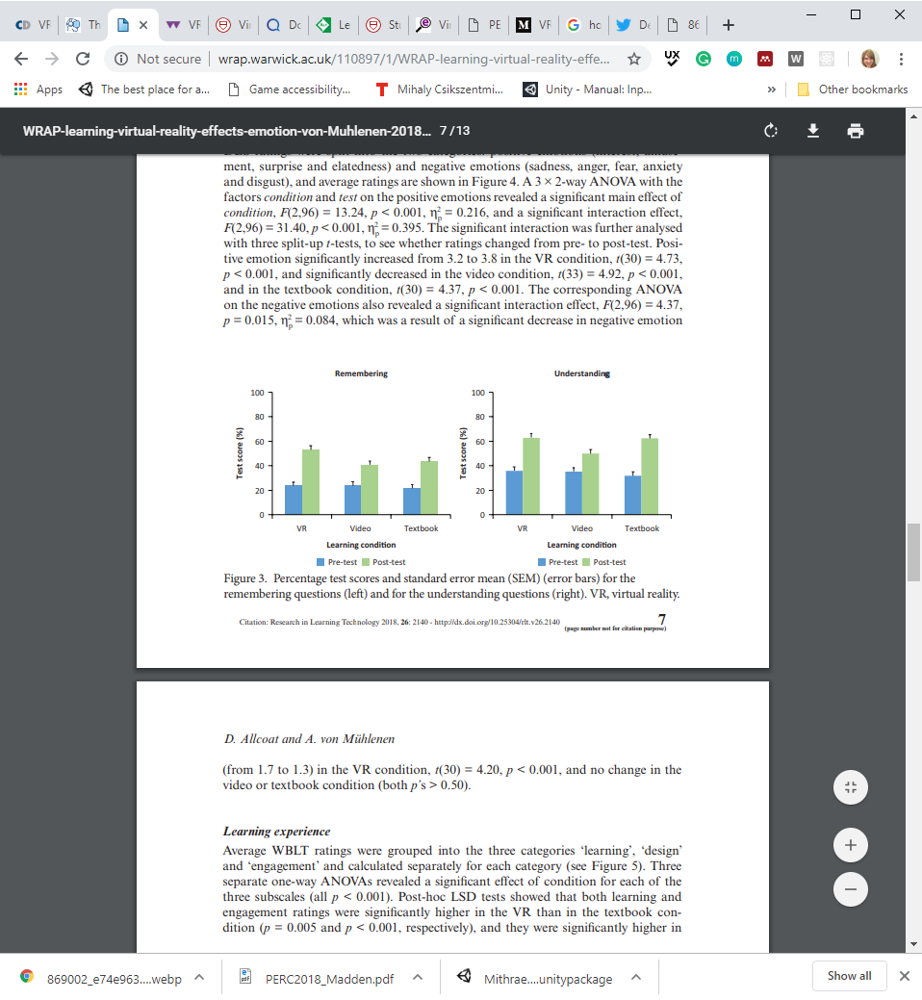 CD VF
Th
VF
Vi
Do
Le
St
Vi
PE
M VF
hc
De
86
Not secure | wrap.warwick.ac.uk/110897/1/WRAP-learning-virtual-reality-effe...
Apps
The best place for a...
Game accessibility...
Mihaly Csikszentmi...
Unity - Manual: Inp...
»
Other bookmarks
WRAP-learning-virtual-reality-effects-emotion-von-Muhlenen-2018... 7 / 13
ment, surprise and elatedness) and negative emotions (sadness, anger, fear, anxiety
and disgust), and average ratings are shown in Figure 4. A 3 × 2-way ANOVA with the
factors condition and test on the positive emotions revealed a significant main effect of
condition, F(2,96) = 13.24, p < 0.001, η²p = 0.216, and a significant interaction effect,
F(2,96) = 31.40, p < 0.001, η²p = 0.395. The significant interaction was further analysed
with three split-up t-tests, to see whether ratings changed from pre- to post-test. Posi-
tive emotion significantly increased from 3.2 to 3.8 in the VR condition, t(30) = 4.73,
p < 0.001, and significantly decreased in the video condition, t(33) = 4.92, p < 0.001,
and in the textbook condition, t(30) = 4.37, p < 0.001. The corresponding ANOVA
on the negative emotions also revealed a significant interaction effect, F(2,96) = 4.37,
p = 0.015, η²p = 0.084, which was a result of a significant decrease in negative emotion
Remembering
Test score (%)
100
80
60
40
20
0
VR Video Textbook
Learning condition
Pre-test Post-test
Understanding
Test score (%)
100
80
60
40
20
0
VR Video Textbook
Learning condition
Pre-test Post-test
Figure 3. Percentage test scores and standard error mean (SEM) (error bars) for the
remembering questions (left) and for the understanding questions (right). VR, virtual reality.
Citation: Research in Learning Technology 2018, 26: 2140 - http://dx.doi.org/10.25304/rlt.v26.2140
7
(page number not for citation purpose)
D. Allcoat and A. von Mühlenen
(from 1.7 to 1.3) in the VR condition, t(30) = 4.20, p < 0.001, and no change in the
video or textbook condition (both p's > 0.50).
Learning experience
Average WBLT ratings were grouped into the three categories ‘learning’, ‘design’
and ‘engagement’ and calculated separately for each category (see Figure 5). Three
separate one-way ANOVAs revealed a significant effect of condition for each of the
three subscales (all p < 0.001). Post-hoc LSD tests showed that both learning and
engagement ratings were significantly higher in the VR than in the textbook con-
dition (p = 0.005 and p < 0.001, respectively), and they were significantly higher in
869002_e74e963....webp
PERC2018_Madden.pdf
Mithrae....unitypackage
Show all